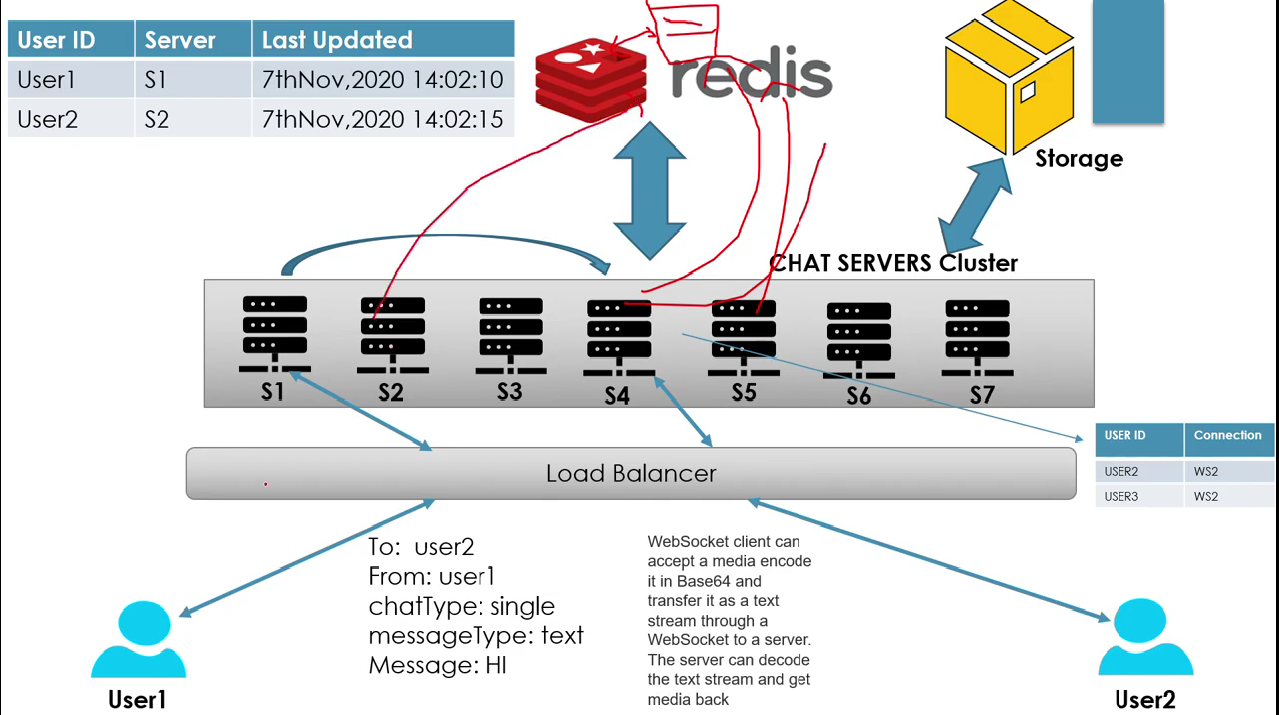 User ID Server Last Updated
User1 S1 7thNov,2020 14:02:10
User2 S2 7thNov,2020 14:02:15
redis
Storage
CHAT SERVERS Cluster
S1 S2 S3 S4 S5 S6 S7
USER ID Connection
USER2 WS2
USER3 WS2
Load Balancer
To: user2
From: user1
chatType: single
messageType: text
Message: HI
WebSocket client can
accept a media encode
it in Base64 and
transfer it as a text
stream through a
WebSocket to a server.
The server can decode
the text stream and get
media back
User1
User2